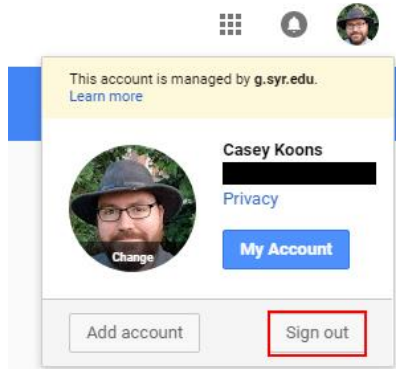 This account is managed by g.syr.edu.
Learn more
Casey Koons
Privacy
Change
My Account
Add account
Sign out